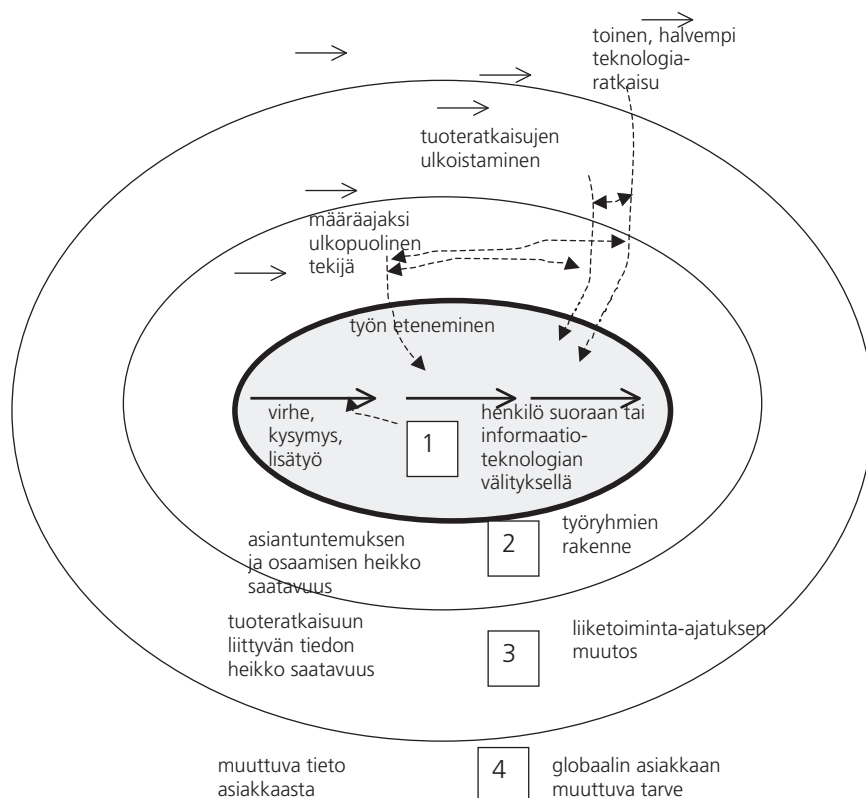 toinen, halvempi
teknologia-
ratkaisu
tuoteratkaisujen
ulkoistaminen
määräajaksi
ulkopuolinen
tekijä
työn eteneminen
virhe,
kysymys,
lisätyö
1
henkilö suoraan tai
informaatio-
teknologian
välityksellä
asiantuntemuksen
ja osaamisen heikko
saatavuus
2
työryhmien
rakenne
tuoteratkaisuun
liittyvän tiedon
heikko saatavuus
3
liiketoiminta-ajatuksen
muutos
muuttuva tieto
asiakkaasta
4
globaalin asiakkaan
muuttuva tarve